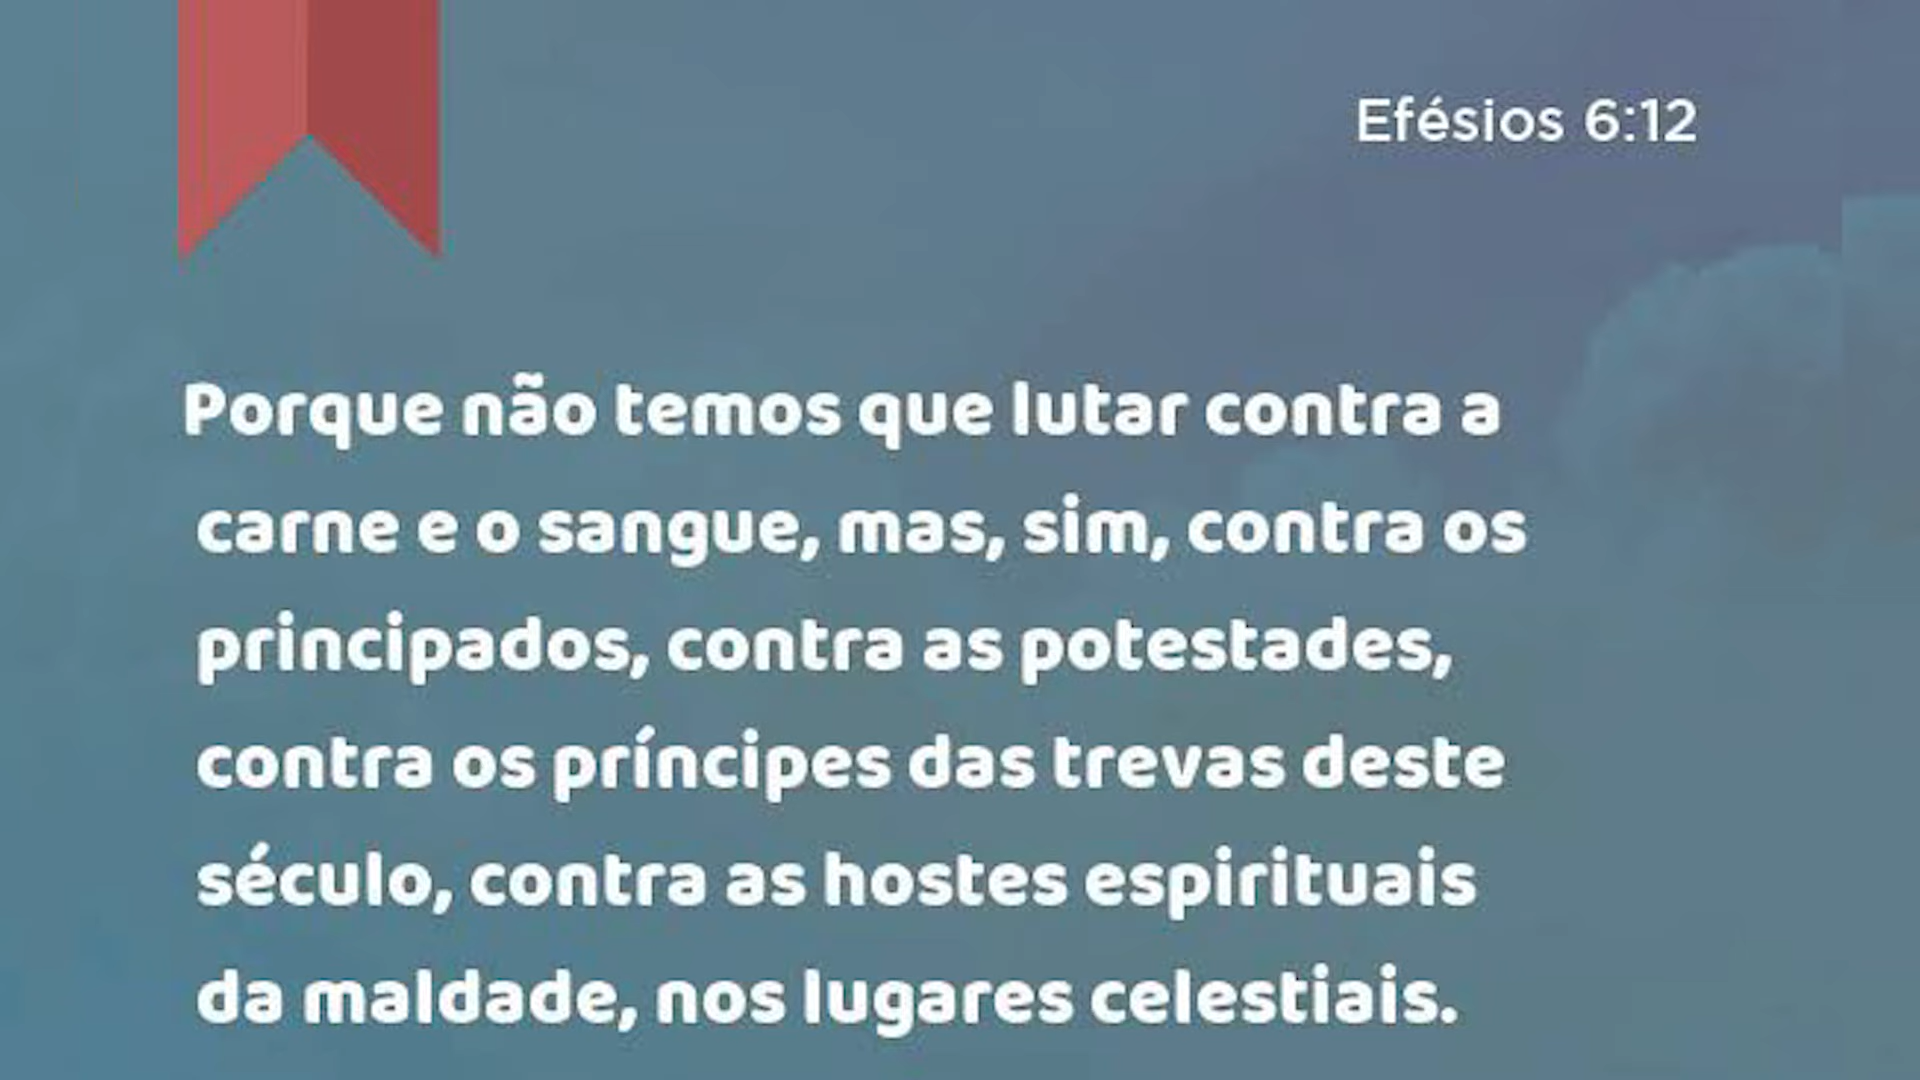 Efésios 6:12
Porque não temos que lutar contra a
carne e o sangue, mas, sim, contra os
principados, contra as potestades,
contra os príncipes das trevas deste
século, contra as hostes espirituais
da maldade, nos lugares celestiais.